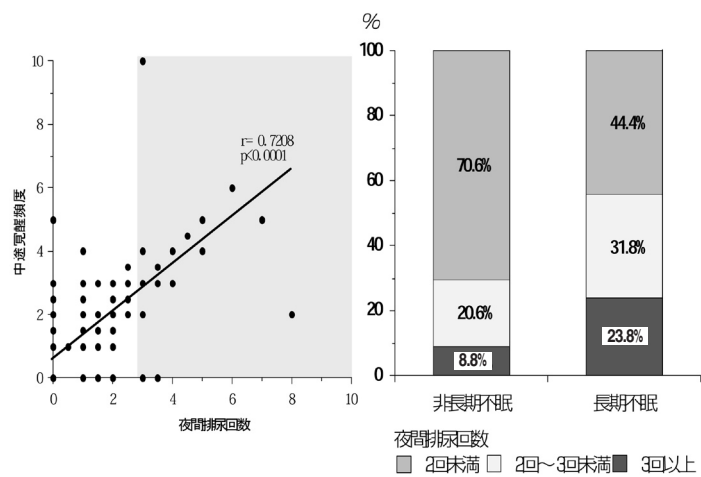 10
8
6
4
2
0
中途覚醒頻度
r= 0.7208
p<0.0001
0 2 4 6 8 10
夜間排尿回数
%
100
80
60
40
20
0
70.6%
20.6%
8.8%
44.4%
31.8%
23.8%
非長期不眠 長期不眠
夜間排尿回数
2回未満 2回～3回未満 3回以上